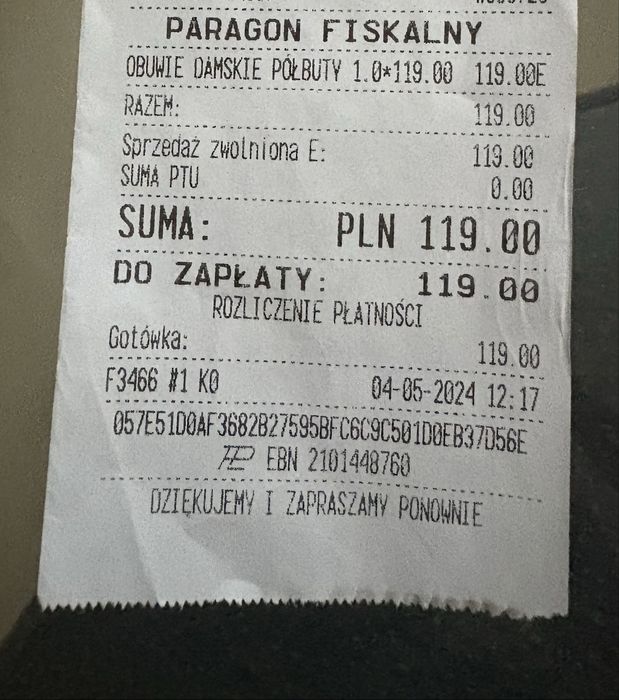 PARAGON FISKALNY
OBUWIE DAMSKIE PÓŁBUTY 1.0*119.00 119.00E
RAZEM: 119.00
Sprzedaż zwolniona E: 119.00
SUMA PTU 0.00
SUMA: PLN 119.00
DO ZAPŁATY: 119.00
ROZLICZENIE PŁATNOŚCI
Gotówka: 119.00
F3466 #1 K0 04-05-2024 12:17
057E51D0AF3682B27595BFC6C9C501D0EB37D56E
EBN 2101448760
DZIĘKUJEMY I ZAPRASZAMY PONOWNIE